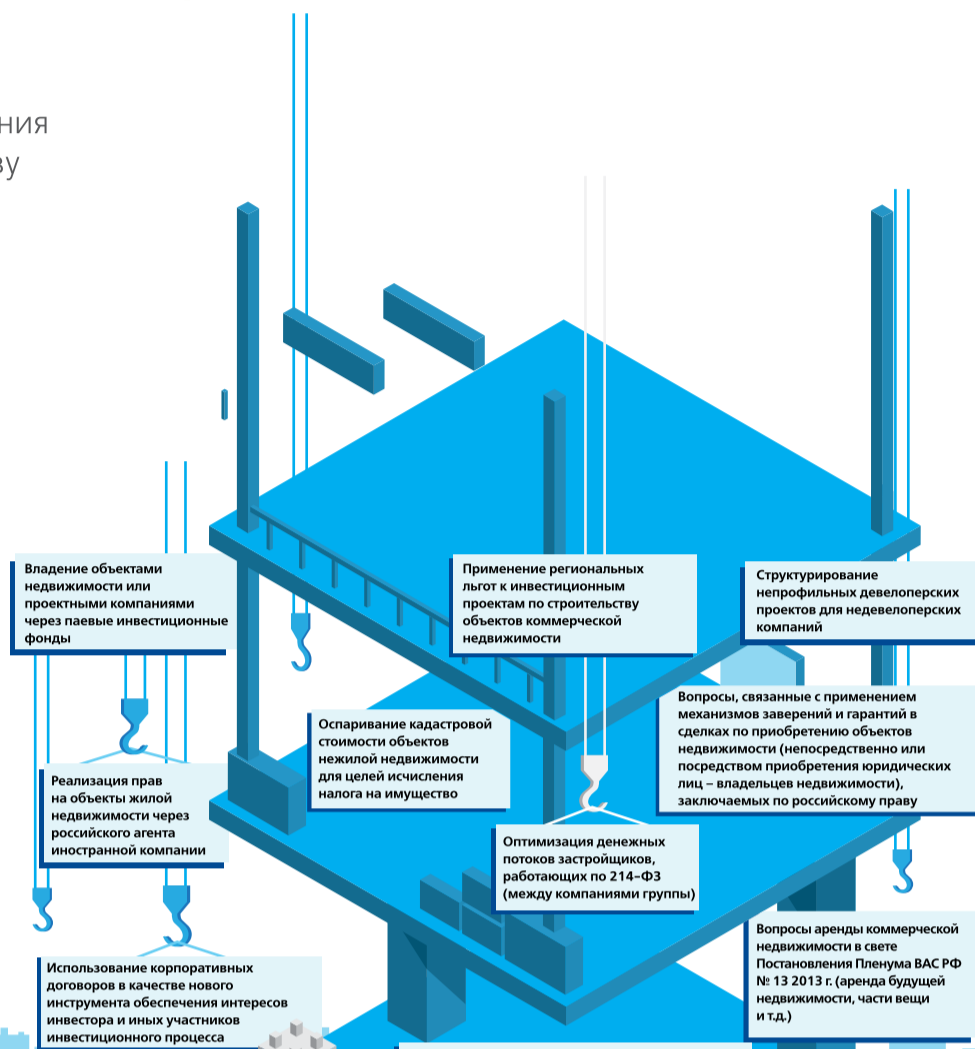 ния
ву
Владение объектами
недвижимости или
проектными компаниями
через паевые инвестиционные
фонды
Применение региональных
льгот к инвестиционным
проектам по строительству
объектов коммерческой
недвижимости
Структурирование
непрофильных девелоперских
проектов для недевелоперских
компаний
Оспаривание кадастровой
стоимости объектов
нежилой недвижимости
для целей исчисления
налога на имущество
Вопросы, связанные с применением
механизмов заверений и гарантий в
сделках по приобретению объектов
недвижимости (непосредственно или
посредством приобретения юридических
лиц – владельцев недвижимости),
заключаемых по российскому праву
Реализация прав
на объекты жилой
недвижимости через
российского агента
иностранной компании
Оптимизация денежных
потоков застройщиков,
работающих по 214–ФЗ
(между компаниями группы)
Вопросы аренды коммерческой
недвижимости в свете
Постановления Пленума ВАС РФ
№ 13 2013 г. (аренда будущей
недвижимости, части вещи
и т.д.)
Использование корпоративных
договоров в качестве нового
инструмента обеспечения интересов
инвестора и иных участников
инвестиционного процесса